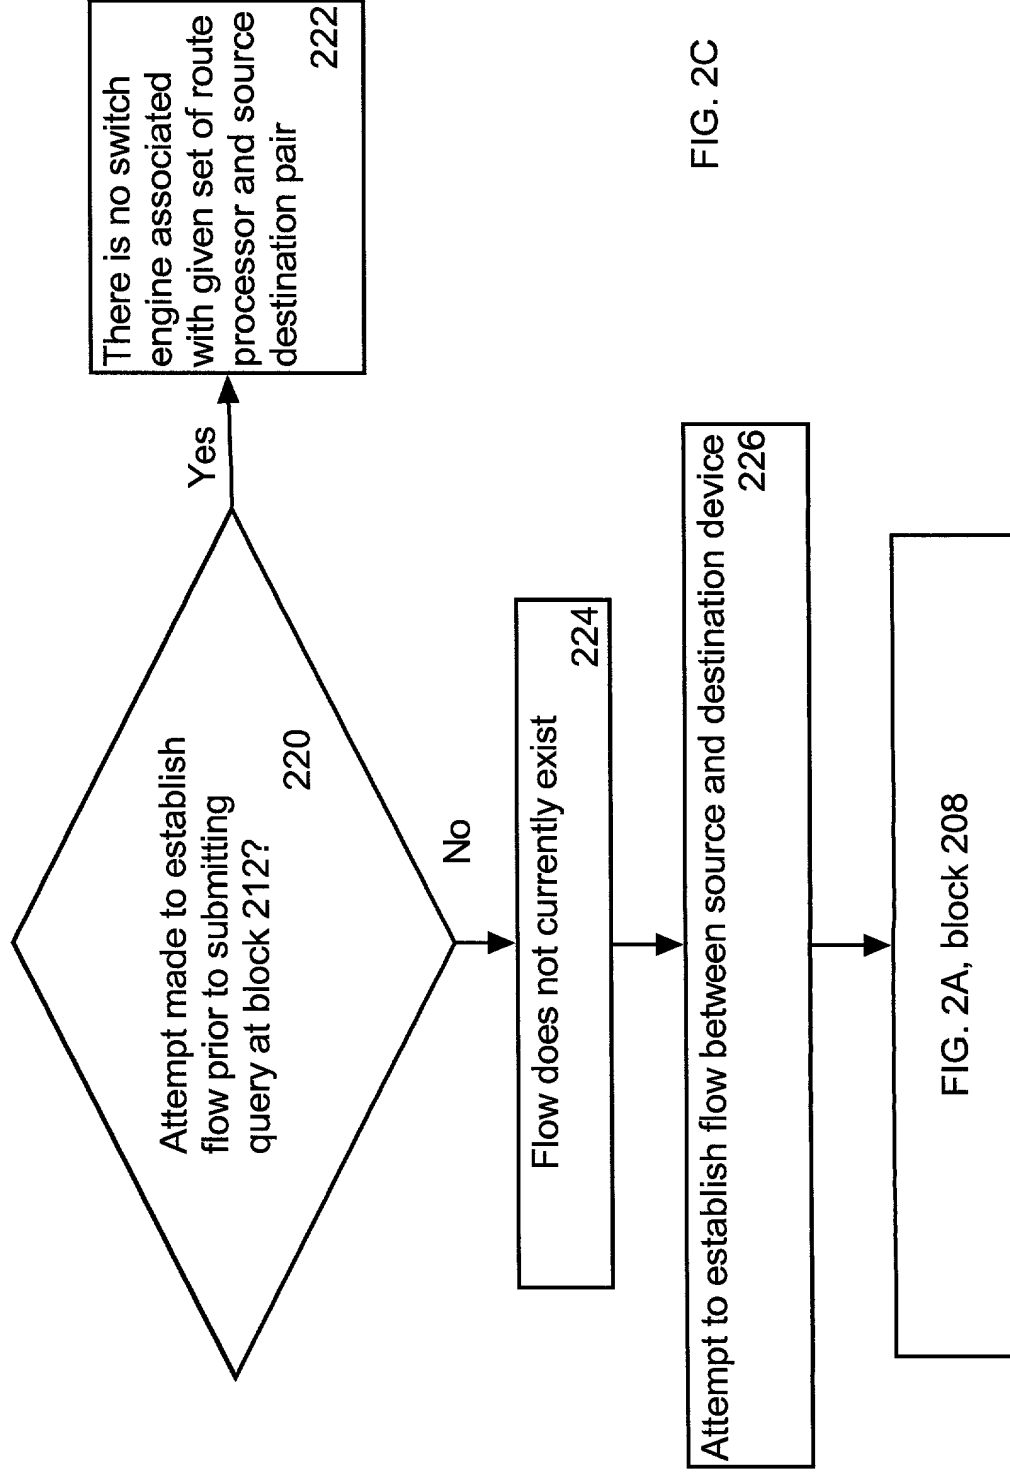 Attempt made to establish
flow prior to submitting
query at block 212?
220
Yes
There is no switch
engine associated
with given set of route
processor and source
destination pair
222
No
Flow does not currently exist
224
Attempt to establish flow between source and destination device
226
FIG. 2A, block 208
FIG. 2C